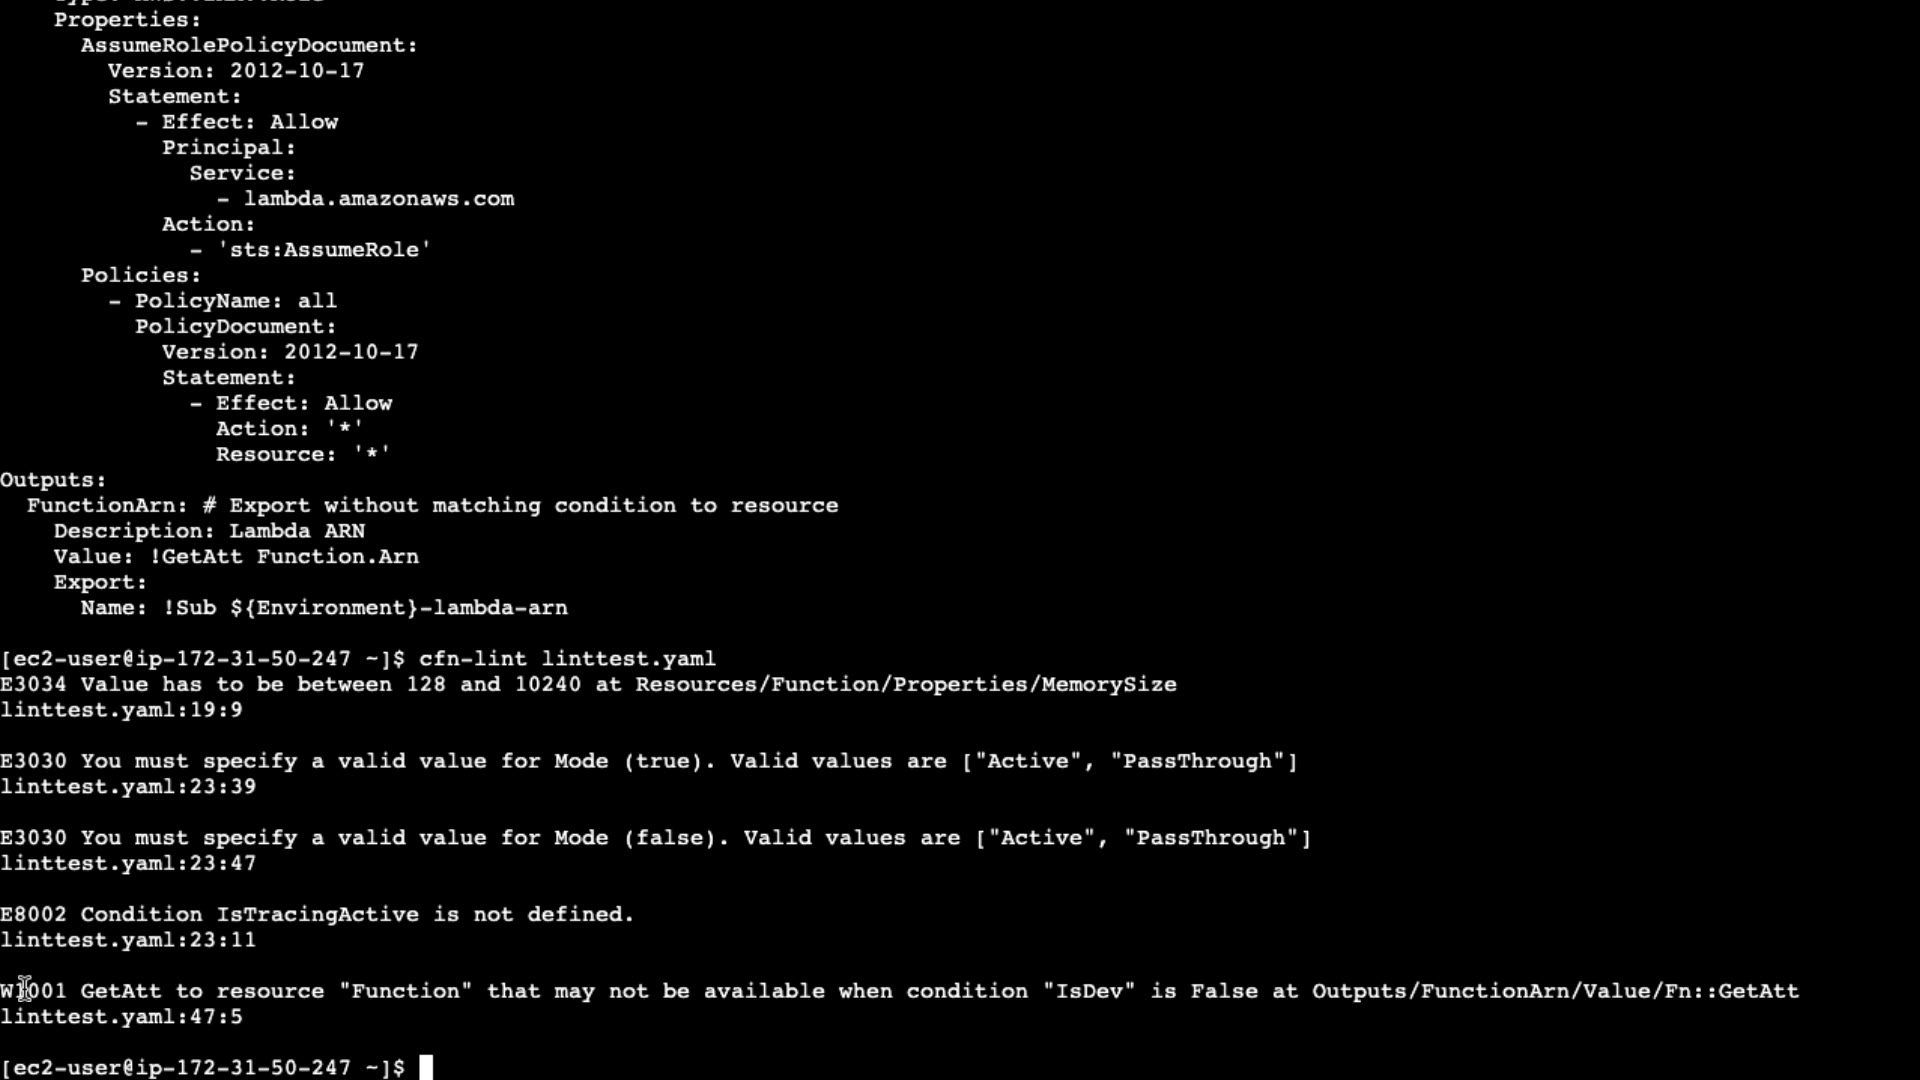 Properties:
AssumeRolePolicyDocument:
Version: 2012-10-17
Statement:
- Effect: Allow
Principal:
Service:
- lambda.amazonaws.com
Action:
- 'sts:AssumeRole'
Policies:
- PolicyName: all
PolicyDocument:
Version: 2012-10-17
Statement:
- Effect: Allow
Action: '*'
Resource: '*'
Outputs:
FunctionArn: # Export without matching condition to resource
Description: Lambda ARN
Value: !GetAtt Function.Arn
Export:
Name: !Sub ${Environment}-lambda-arn
[ec2-user@ip-172-31-50-247 ~]$ cfn-lint linttest.yaml
E3034 Value has to be between 128 and 10240 at Resources/Function/Properties/MemorySize
linttest.yaml:19:9
E3030 You must specify a valid value for Mode (true). Valid values are ["Active", "PassThrough"]
linttest.yaml:23:39
E3030 You must specify a valid value for Mode (false). Valid values are ["Active", "PassThrough"]
linttest.yaml:23:47
E8002 Condition IsTracingActive is not defined.
linttest.yaml:23:11
W1001 GetAtt to resource "Function" that may not be available when condition "IsDev" is False at Outputs/FunctionArn/Value/Fn::GetAtt
linttest.yaml:47:5
[ec2-user@ip-172-31-50-247 ~]$